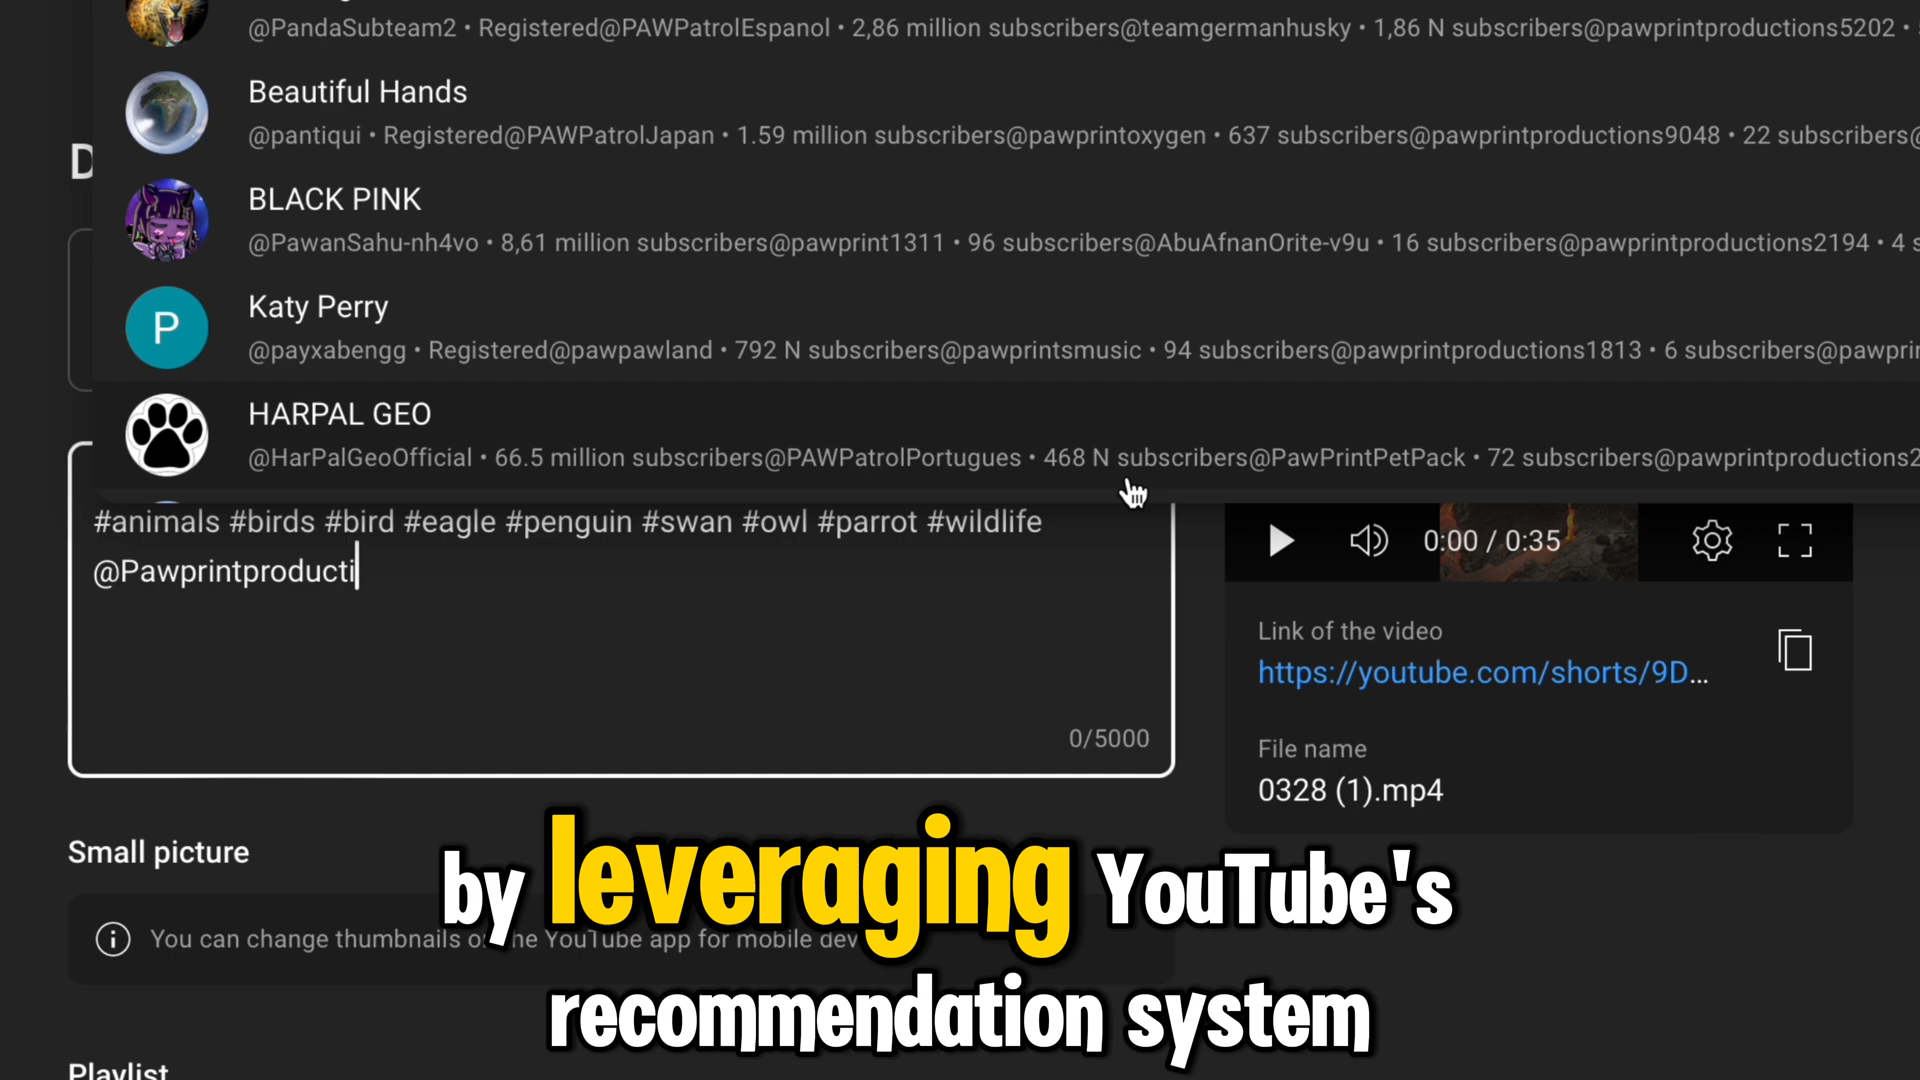 @PandaSubteam2 • Registered@PAWPatrolEspanol • 2,86 million subscribers@teamgermanhusky • 1,86 N subscribers@pawprintproductions5202 •
Beautiful Hands
@pantiqui • Registered@PAWPatrolJapan • 1.59 million subscribers@pawprintoxygen • 637 subscribers@pawprintproductions9048 • 22 subscribers@
D
BLACK PINK
@PawanSahu-nh4vo • 8,61 million subscribers@pawprint1311 • 96 subscribers@AbuAfnanOrite-v9u • 16 subscribers@pawprintproductions2194 • 4 s
P
Katy Perry
@payxabengg • Registered@pawpawland • 792 N subscribers@pawprintsmusic • 94 subscribers@pawprintproductions1813 • 6 subscribers@pawpri
HARPAL GEO
@HarPalGeoOfficial • 66.5 million subscribers@PAWPatrolPortugues • 468 N subscribers@PawPrintPetPack • 72 subscribers@pawprintproductions2
#animals #birds #bird #eagle #penguin #swan #owl #parrot #wildlife
@Pawprintproducti
0/5000
0:00 / 0:35
Link of the video
https://youtube.com/shorts/9D...
File name
0328 (1).mp4
Small picture
You can change thumbnails o he YouTube app for mobile dev
by leveraging YouTube's
recommendation system
Playlist